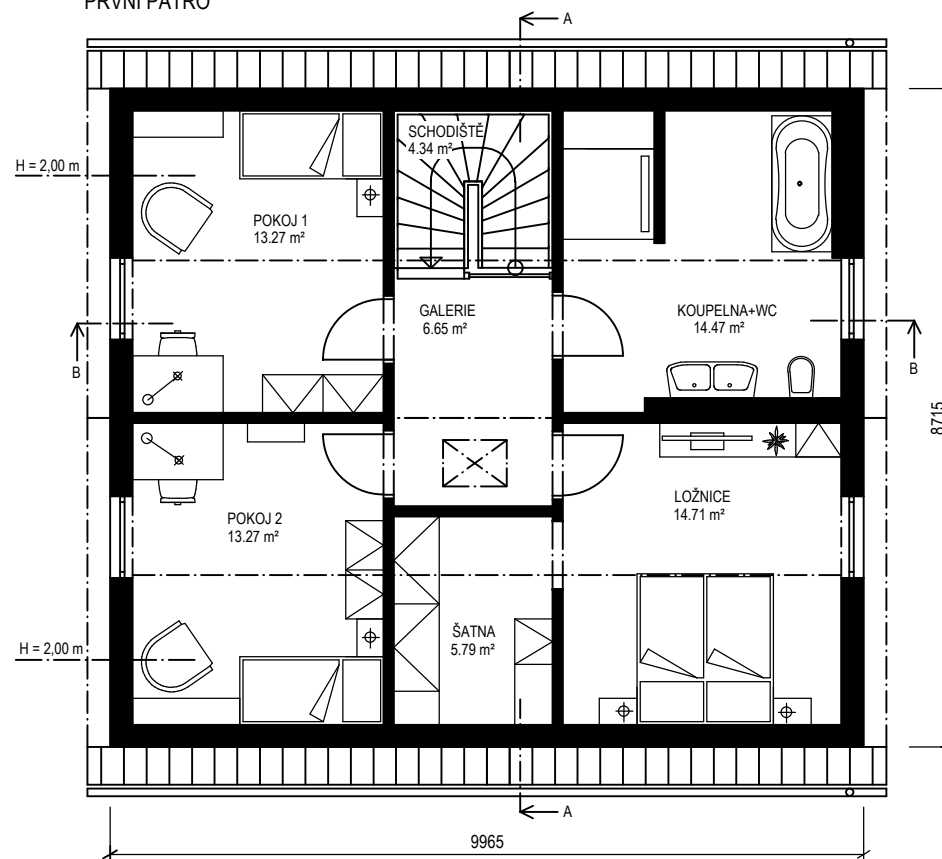 PRVNÍ PATRO
A
SCHODIŠTĚ
4.34 m²
H = 2,00 m
POKOJ 1
13.27 m²
GALERIE
6.65 m²
KOUPELNA+WC
14.47 m²
B
B
8715
POKOJ 2
13.27 m²
LOŽNICE
14.71 m²
ŠATNA
5.79 m²
H = 2,00 m
A
9965